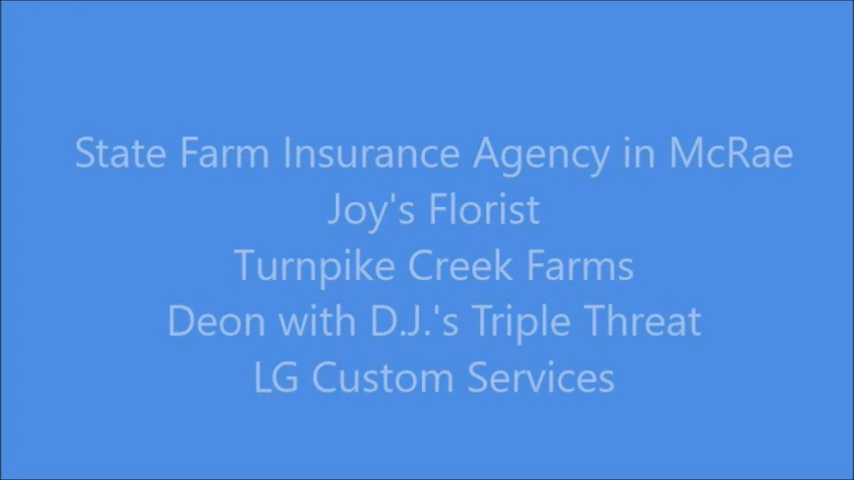 State Farm Insurance Agency in McRae
Joy's Florist
Turnpike Creek Farms
Deon with D.J.'s Triple Threat
LG Custom Services